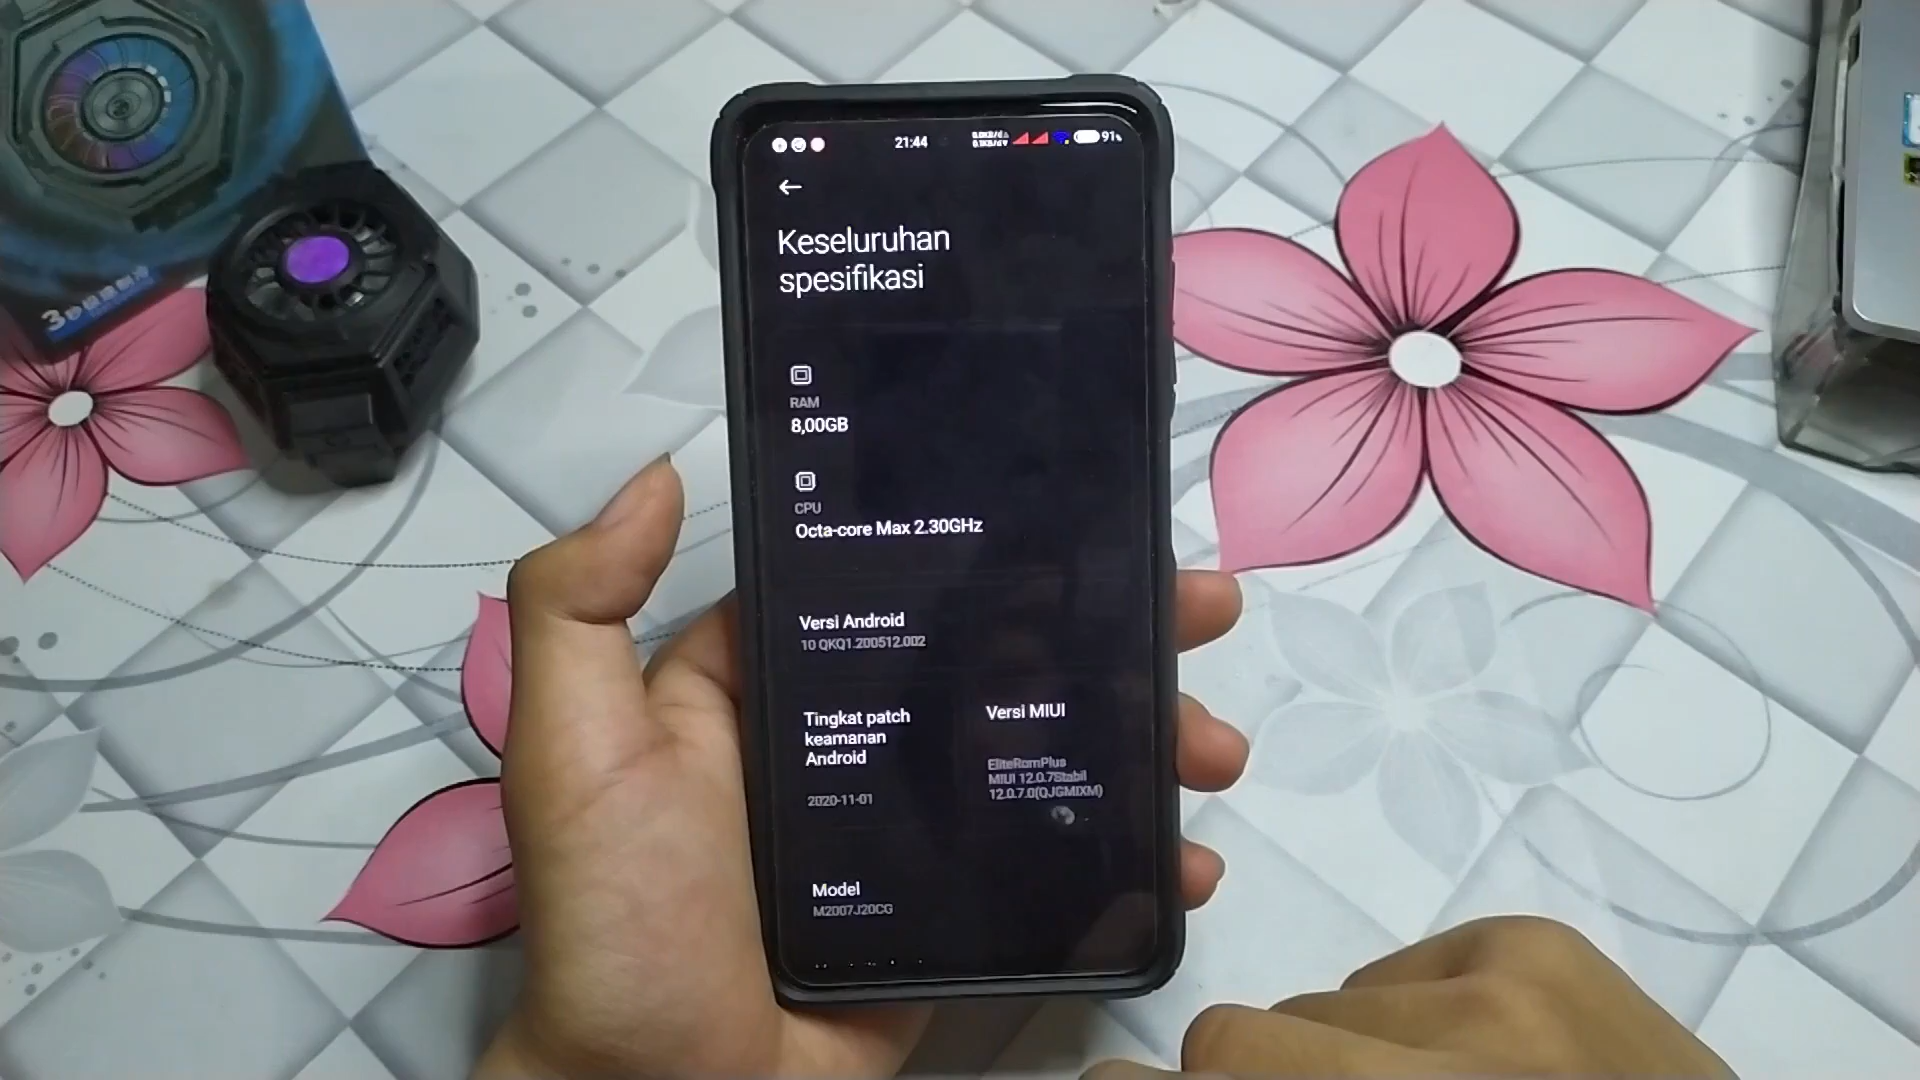 21:44
91%
Keseluruhan
spesifikasi
RAM
8,00GB
CPU
Octa-core Max 2.30GHz
Versi Android
10 QKQ1.200512.002
Tingkat patch
keamanan
Android
2020-11-01
Versi MIUI
EliteRomPlus
MIUI 12.0.7Stabil
12.0.7.0(QJGMIXM)
Model
M2007J20CG